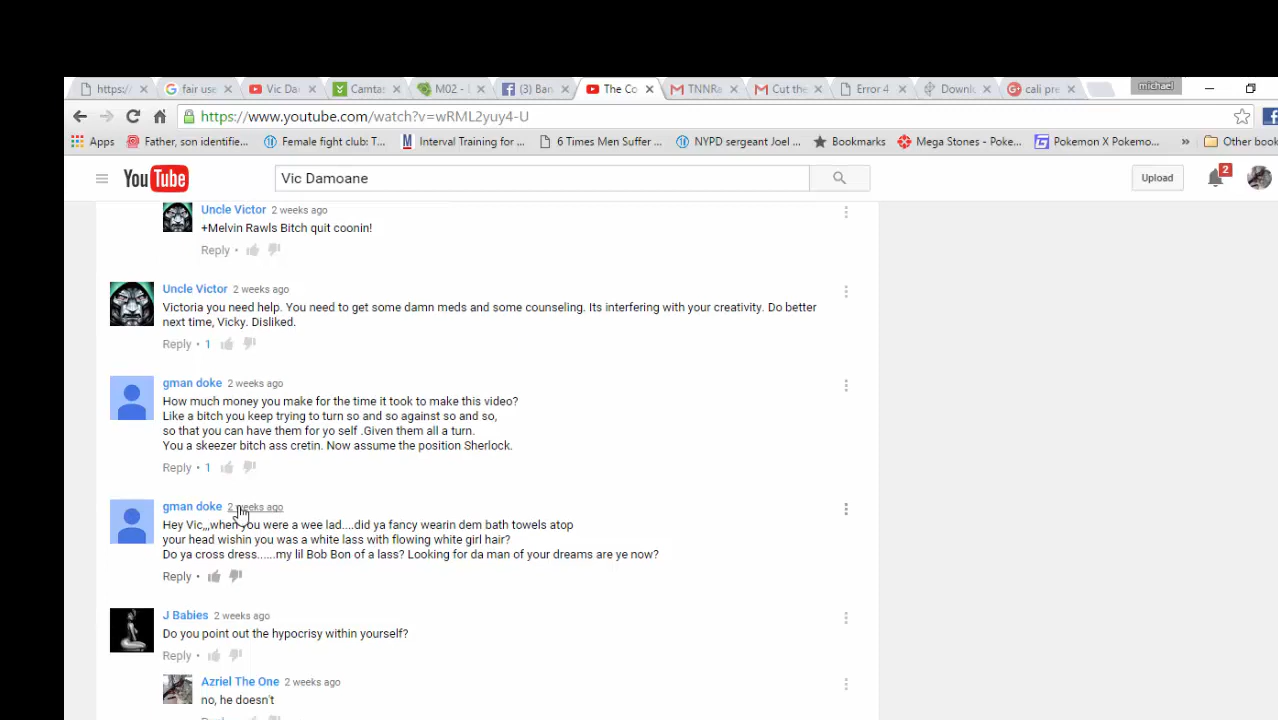 michael
https:/
fair use
Vic Da
Camta
M02 -
(3) Ban
The Co
TNNRa
Cut the
Error 4
Downl
cali pre
https://www.youtube.com/watch?v=wRML2yuy4-U
Apps
Father, son identifie...
Female fight club: T...
Interval Training for ...
6 Times Men Suffer ...
NYPD sergeant Joel ...
Bookmarks
Mega Stones - Poke...
Pokemon X Pokemo...
»
Other book
YouTube
Vic Damoane
Upload
2
Uncle Victor 2 weeks ago
+Melvin Rawls Bitch quit coonin!
Reply •
Uncle Victor 2 weeks ago
Victoria you need help. You need to get some damn meds and some counseling. Its interfering with your creativity. Do better
next time, Vicky. Disliked.
Reply • 1
gman doke 2 weeks ago
How much money you make for the time it took to make this video?
Like a bitch you keep trying to turn so and so against so and so,
so that you can have them for yo self .Given them all a turn.
You a skeezer bitch ass cretin. Now assume the position Sherlock.
Reply • 1
gman doke 2 weeks ago
Hey Vic,,,when you were a wee lad....did ya fancy wearin dem bath towels atop
your head wishin you was a white lass with flowing white girl hair?
Do ya cross dress......my lil Bob Bon of a lass? Looking for da man of your dreams are ye now?
Reply •
J Babies 2 weeks ago
Do you point out the hypocrisy within yourself?
Reply •
Azriel The One 2 weeks ago
no, he doesn't